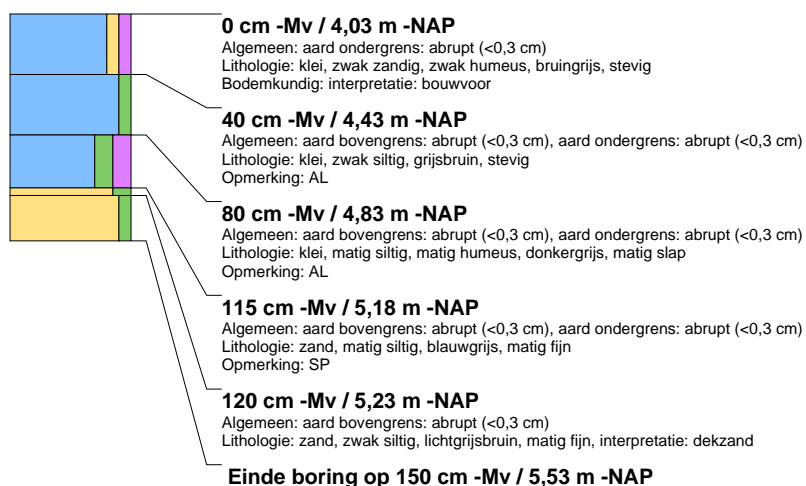 0 cm -Mv / 4,03 m -NAP
Algemeen: aard ondergrens: abrupt (<0,3 cm)
Lithologie: klei, zwak zandig, zwak humeus, bruingrijs, stevig
Bodemkundig: interpretatie: bouwvoor
40 cm -Mv / 4,43 m -NAP
Algemeen: aard bovengrens: abrupt (<0,3 cm), aard ondergrens: abrupt (<0,3 cm)
Lithologie: klei, zwak siltig, grijsbruin, stevig
Opmerking: AL
80 cm -Mv / 4,83 m -NAP
Algemeen: aard bovengrens: abrupt (<0,3 cm), aard ondergrens: abrupt (<0,3 cm)
Lithologie: klei, matig siltig, matig humeus, donkergrijs, matig slap
Opmerking: AL
115 cm -Mv / 5,18 m -NAP
Algemeen: aard bovengrens: abrupt (<0,3 cm), aard ondergrens: abrupt (<0,3 cm)
Lithologie: zand, matig siltig, blauwgrijs, matig fijn
Opmerking: SP
120 cm -Mv / 5,23 m -NAP
Algemeen: aard bovengrens: abrupt (<0,3 cm)
Lithologie: zand, zwak siltig, lichtgrijsbruin, matig fijn, interpretatie: dekzand
Einde boring op 150 cm -Mv / 5,53 m -NAP